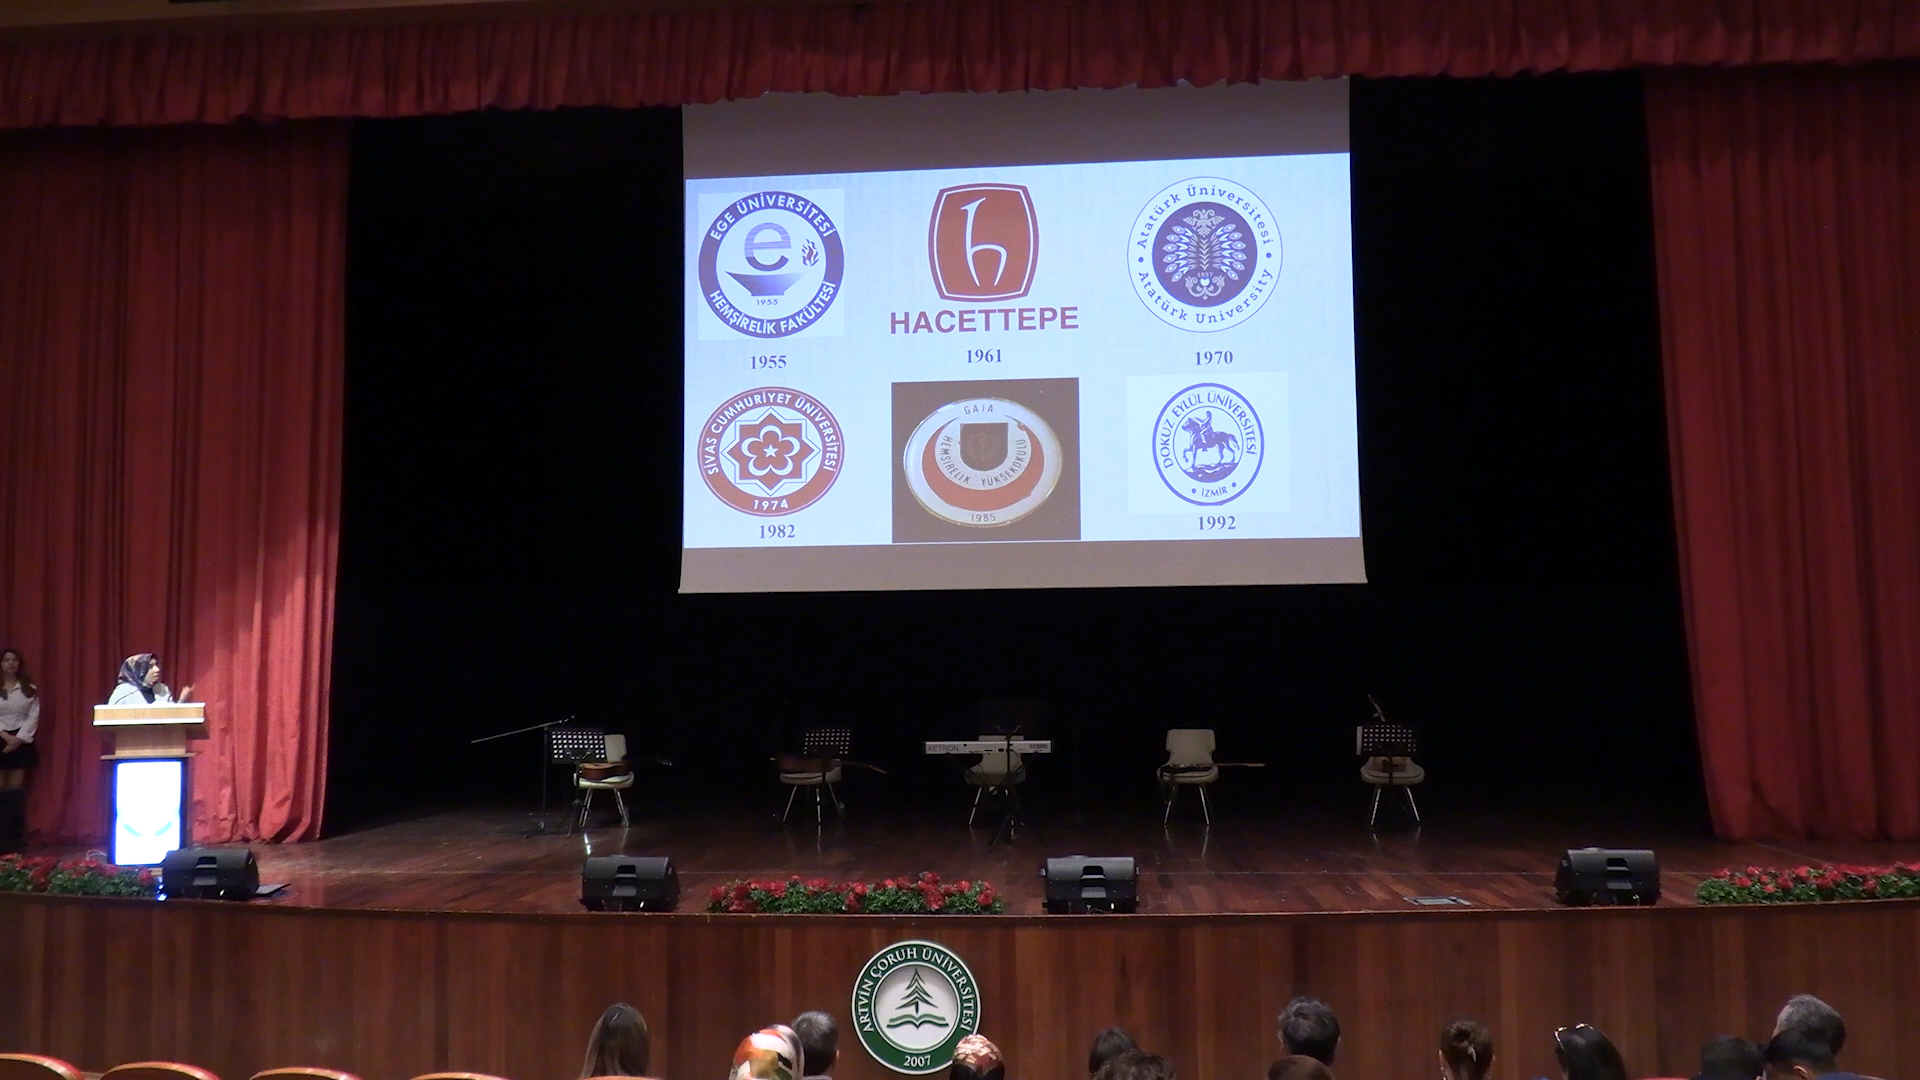 EGE ÜNİVERSİTESİ
e
1955
HEMŞİRELİK FAKÜLTESİ
1955
h
HACETTEPE
1961
Atatürk Üniversitesi
1957
Atatürk University
1970
SİVAS CUMHURİYET ÜNİVERSİTESİ
1974
1982
GATA
HEMŞİRELİK YÜKSEKOKULU
1985
DOKUZ EYLÜL ÜNİVERSİTESİ
İZMİR
1992
KETRON
ARTVİN ÇORUH ÜNİVERSİTESİ
2007